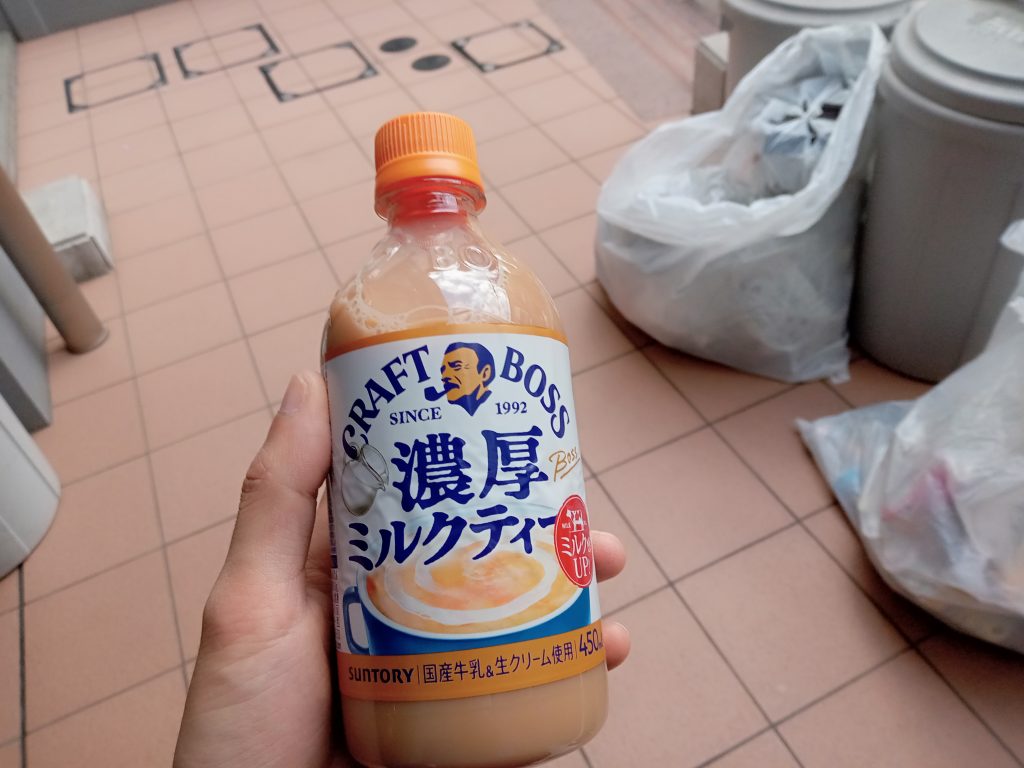 CRAFT BOSS
SINCE 1992
濃厚
Boss
ミルクティー
ミルク
UP!
SUNTORY 国産牛乳&生クリーム使用 450